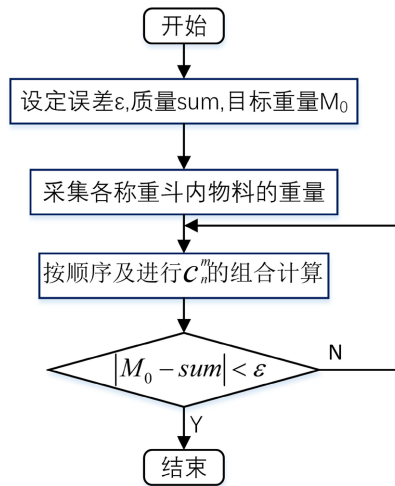 开始
设定误差ε,质量sum,目标重量M₀
采集各称重斗内物料的重量
按顺序及进行Cₙᵐ的组合计算
|M₀ − sum| < ε
N
Y
结束